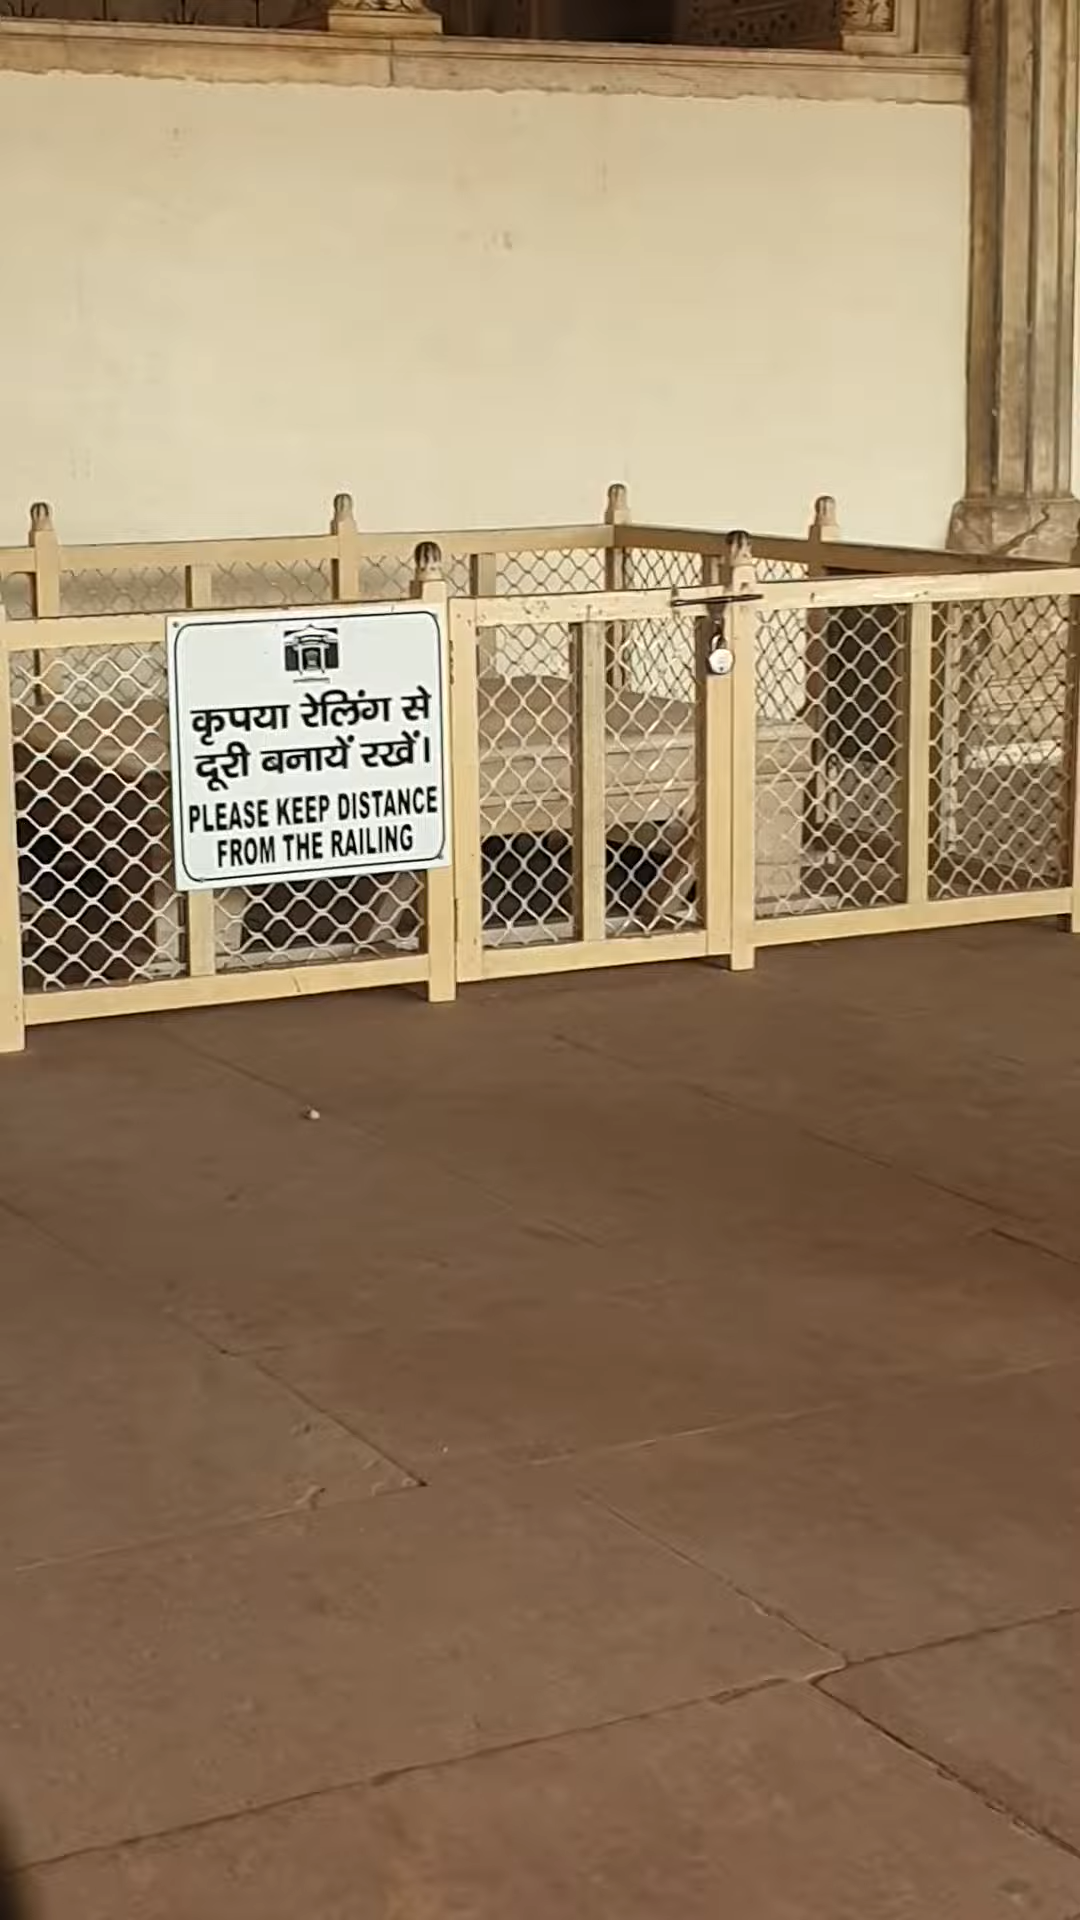 कृपया रेलिंग से
दूरी बनायें रखें।
PLEASE KEEP DISTANCE
FROM THE RAILING